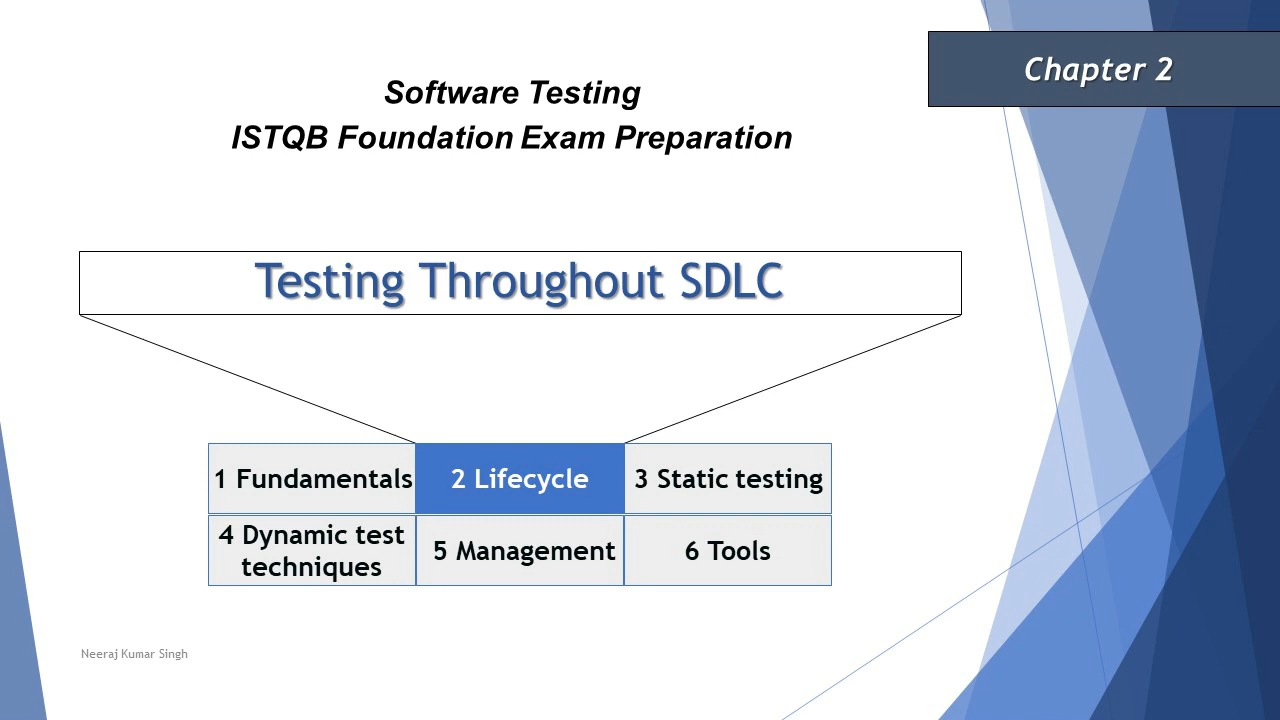 Chapter 2
Software Testing
ISTQB Foundation Exam Preparation
Testing Throughout SDLC
1 Fundamentals
2 Lifecycle
3 Static testing
4 Dynamic test
techniques
5 Management
6 Tools
Neeraj Kumar Singh